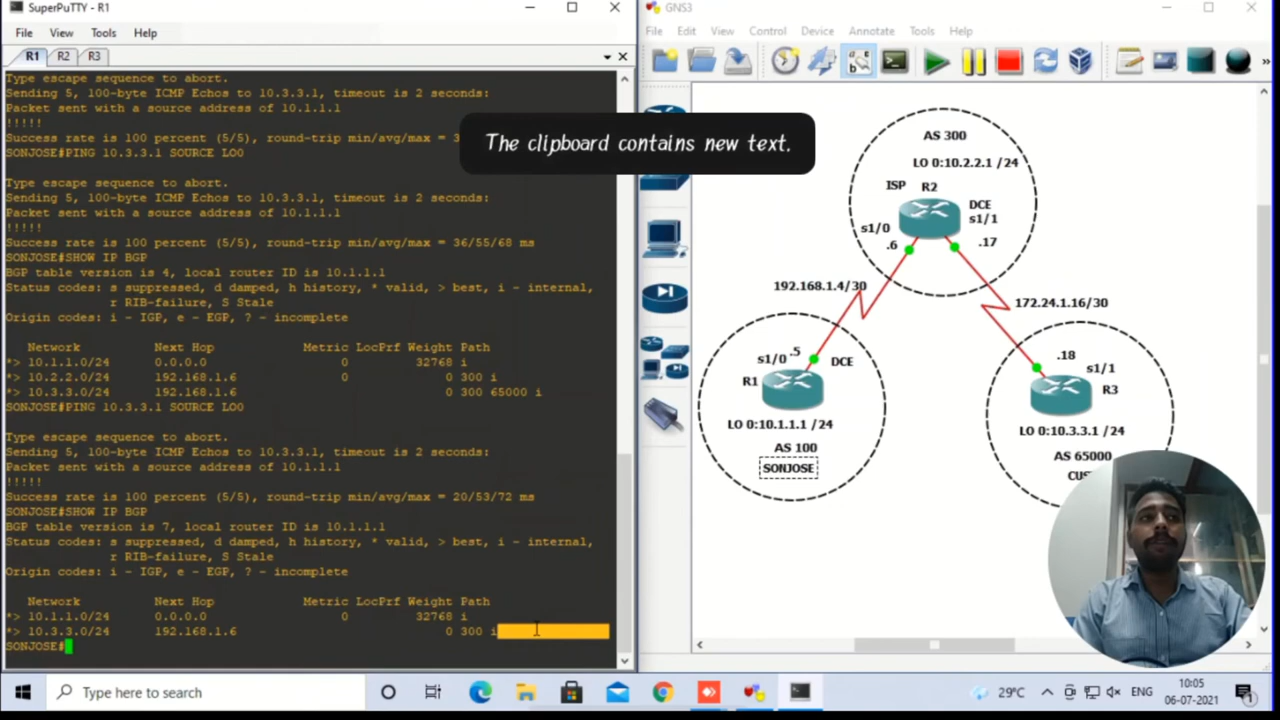 SuperPuTTY - R1
File View Tools Help
R1 R2 R3
Type escape sequence to abort.
Sending 5, 100-byte ICMP Echos to 10.3.3.1, timeout is 2 seconds:
Packet sent with a source address of 10.1.1.1
!!!!!
Success rate is 100 percent (5/5), round-trip min/avg/max = 3
SONJOSE#PING 10.3.3.1 SOURCE LO0
Type escape sequence to abort.
Sending 5, 100-byte ICMP Echos to 10.3.3.1, timeout is 2 seconds:
Packet sent with a source address of 10.1.1.1
!!!!!
Success rate is 100 percent (5/5), round-trip min/avg/max = 36/55/68 ms
SONJOSE#SHOW IP BGP
BGP table version is 4, local router ID is 10.1.1.1
Status codes: s suppressed, d damped, h history, * valid, > best, i - internal,
r RIB-failure, S Stale
Origin codes: i - IGP, e - EGP, ? - incomplete
Network Next Hop Metric LocPrf Weight Path
*> 10.1.1.0/24 0.0.0.0 0 32768 i
*> 10.2.2.0/24 192.168.1.6 0 0 300 i
*> 10.3.3.0/24 192.168.1.6 0 300 65000 i
SONJOSE#PING 10.3.3.1 SOURCE LO0
Type escape sequence to abort.
Sending 5, 100-byte ICMP Echos to 10.3.3.1, timeout is 2 seconds:
Packet sent with a source address of 10.1.1.1
!!!!!
Success rate is 100 percent (5/5), round-trip min/avg/max = 20/53/72 ms
SONJOSE#SHOW IP BGP
BGP table version is 7, local router ID is 10.1.1.1
Status codes: s suppressed, d damped, h history, * valid, > best, i - internal,
r RIB-failure, S Stale
Origin codes: i - IGP, e - EGP, ? - incomplete
Network Next Hop Metric LocPrf Weight Path
*> 10.1.1.0/24 0.0.0.0 0 32768 i
*> 10.3.3.0/24 192.168.1.6 0 300 i
SONJOSE#
The clipboard contains new text.
GNS3
File Edit View Control Device Annotate Tools Help
AS 300
LO 0:10.2.2.1 /24
ISP R2
DCE
s1/1
s1/0
.6
.17
192.168.1.4/30
172.24.1.16/30
.5
s1/0
DCE
R1
LO 0:10.1.1.1 /24
AS 100
SONJOSE
.18
s1/1
R3
LO 0:10.3.3.1 /24
AS 65000
CUS
Type here to search
29°C
ENG
10:05
06-07-2021
1